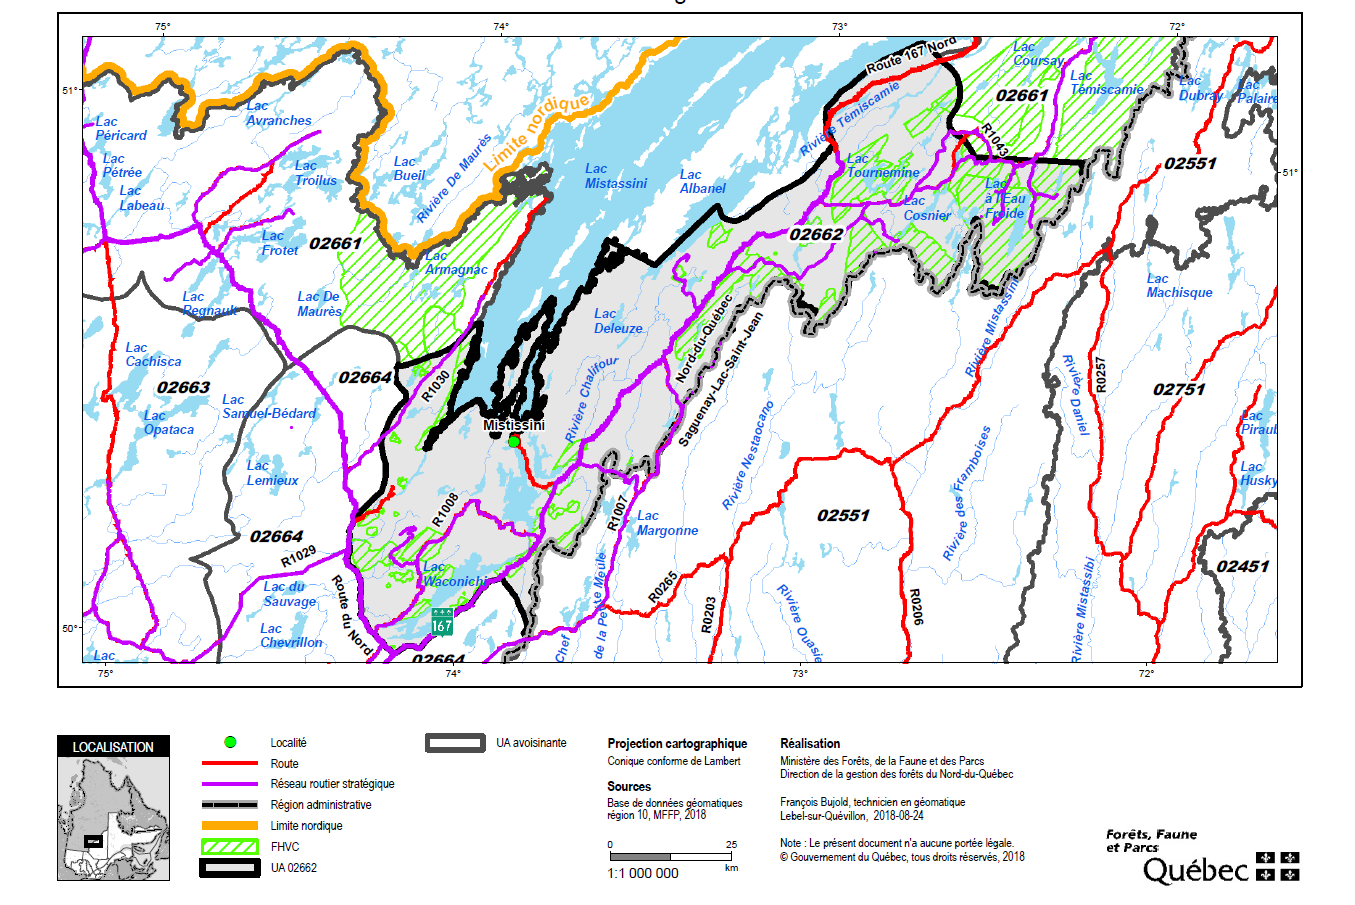 75°
74°
73°
72°
51°
51°
50°
75°
74°
73°
72°
Route 167 Nord
Lac
Coursay
Lac
Témiscamie
Lac
Dubray
Lac
Palaire
02661
Limite nordique
Lac
Avranches
Lac
Péricard
Lac
Pétrée
Lac
Labeau
Lac
Troilus
Lac
Bueil
Rivière De Maurès
Lac
Mistassini
Lac
Albanel
Rivière Témiscamie
R1043
02551
Lac
Tournemine
Lac
à l'Eau
Froide
Lac
Cosnier
Lac
Frotet
02661
02662
Lac
Armagnac
Lac
Machisque
Lac
Regnault
Lac De
Maurès
Lac
Deleuze
Nord-du-Québec
Saguenay-Lac-Saint-Jean
Rivière Mistassini
Lac
Cachisca
02663
02664
R1030
Rivière Chalifour
Rivière Daniel
R0257
02751
Lac
Samuel-Bédard
Lac
Opataca
Mistissini
Rivière Nestaocano
Rivière des Framboises
Lac
Piraub
Lac
Lemieux
Lac
Husky
R1008
R1007
Lac
Margonne
02551
02664
R1029
Lac
Waconichi
02451
Lac du
Sauvage
Route du Nord
167
de la Petite Meule
Chef
R0265
R0203
Rivière Ouasie
R0206
Rivière Mistassibi
Lac
Chevrillon
Lac
02664
LOCALISATION
Localité
Route
Réseau routier stratégique
Région administrative
Limite nordique
FHVC
UA 02662
UA avoisinante
Projection cartographique
Conique conforme de Lambert
Sources
Base de données géomatiques
région 10, MFFP, 2018
0 25
km
1:1 000 000
Réalisation
Ministère des Forêts, de la Faune et des Parcs
Direction de la gestion des forêts du Nord-du-Québec
François Bujold, technicien en géomatique
Lebel-sur-Quévillon, 2018-08-24
Note : Le présent document n'a aucune portée légale.
© Gouvernement du Québec, tous droits réservés, 2018
Forêts, Faune
et Parcs
Québec